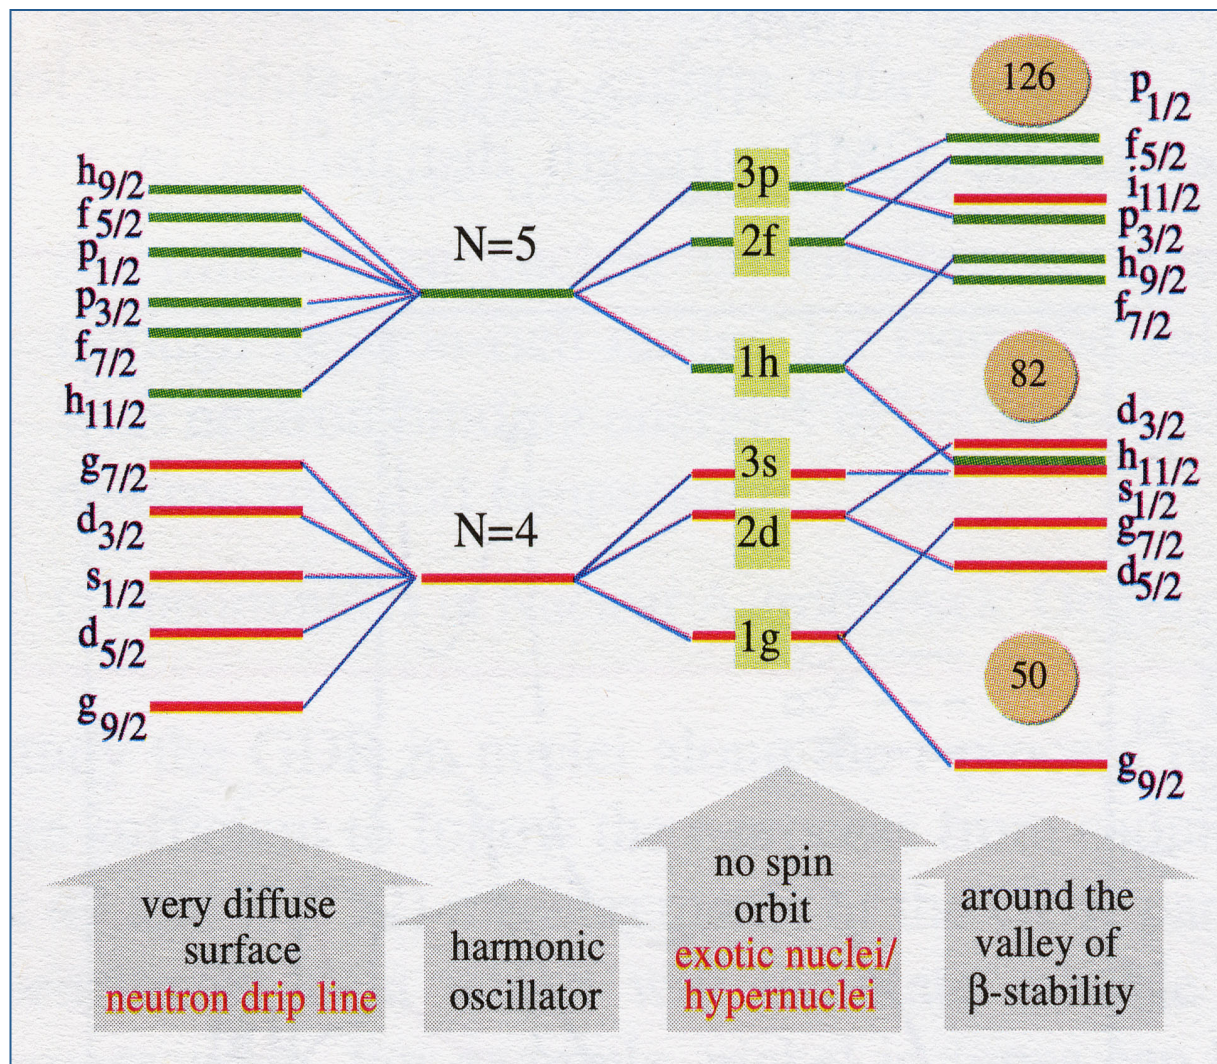 h9/2
f5/2
p1/2
p3/2
f7/2
h11/2
g7/2
d3/2
s1/2
d5/2
g9/2
N=5
N=4
3p
2f
1h
3s
2d
1g
126
p1/2
f5/2
i11/2
p3/2
h9/2
f7/2
82
d3/2
h11/2
s1/2
g7/2
d5/2
50
g9/2
very diffuse
surface
neutron drip line
harmonic
oscillator
no spin
orbit
exotic nuclei/
hypernuclei
around the
valley of
β-stability